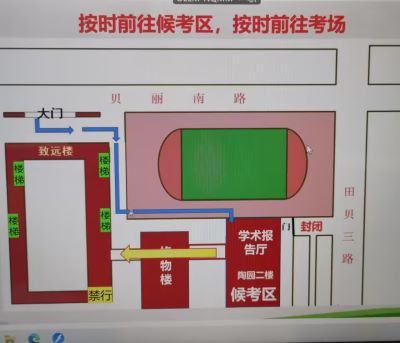 按时前往候考区，按时前往考场
贝丽南路
大门
致远楼
楼梯
楼梯
楼梯
楼梯
田贝三路
门
封闭
学术报
告厅
物
楼
陶园二楼
候考区
禁行